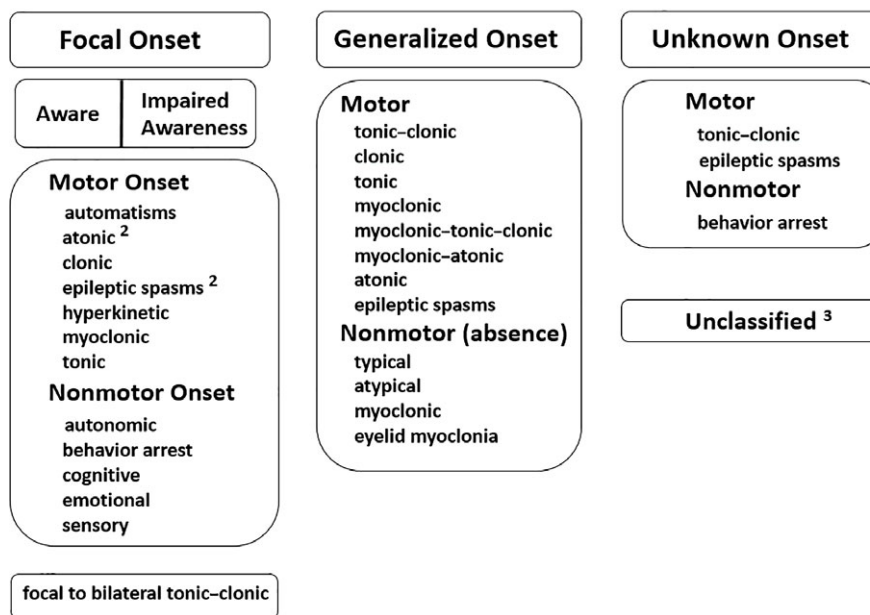 Focal Onset
Aware
Impaired
Awareness
Motor Onset
automatisms
atonic ²
clonic
epileptic spasms ²
hyperkinetic
myoclonic
tonic
Nonmotor Onset
autonomic
behavior arrest
cognitive
emotional
sensory
focal to bilateral tonic–clonic
Generalized Onset
Motor
tonic–clonic
clonic
tonic
myoclonic
myoclonic–tonic–clonic
myoclonic–atonic
atonic
epileptic spasms
Nonmotor (absence)
typical
atypical
myoclonic
eyelid myoclonia
Unknown Onset
Motor
tonic–clonic
epileptic spasms
Nonmotor
behavior arrest
Unclassified ³